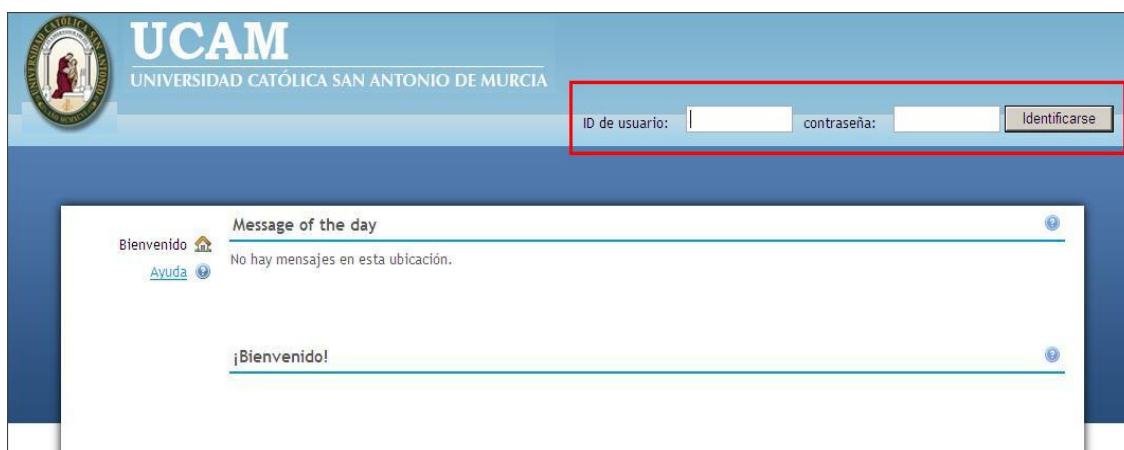 UCAM
UNIVERSIDAD CATÓLICA SAN ANTONIO DE MURCIA
ID de usuario: contraseña: Identificarse
Message of the day
Bienvenido
No hay mensajes en esta ubicación.
Ayuda
¡Bienvenido!